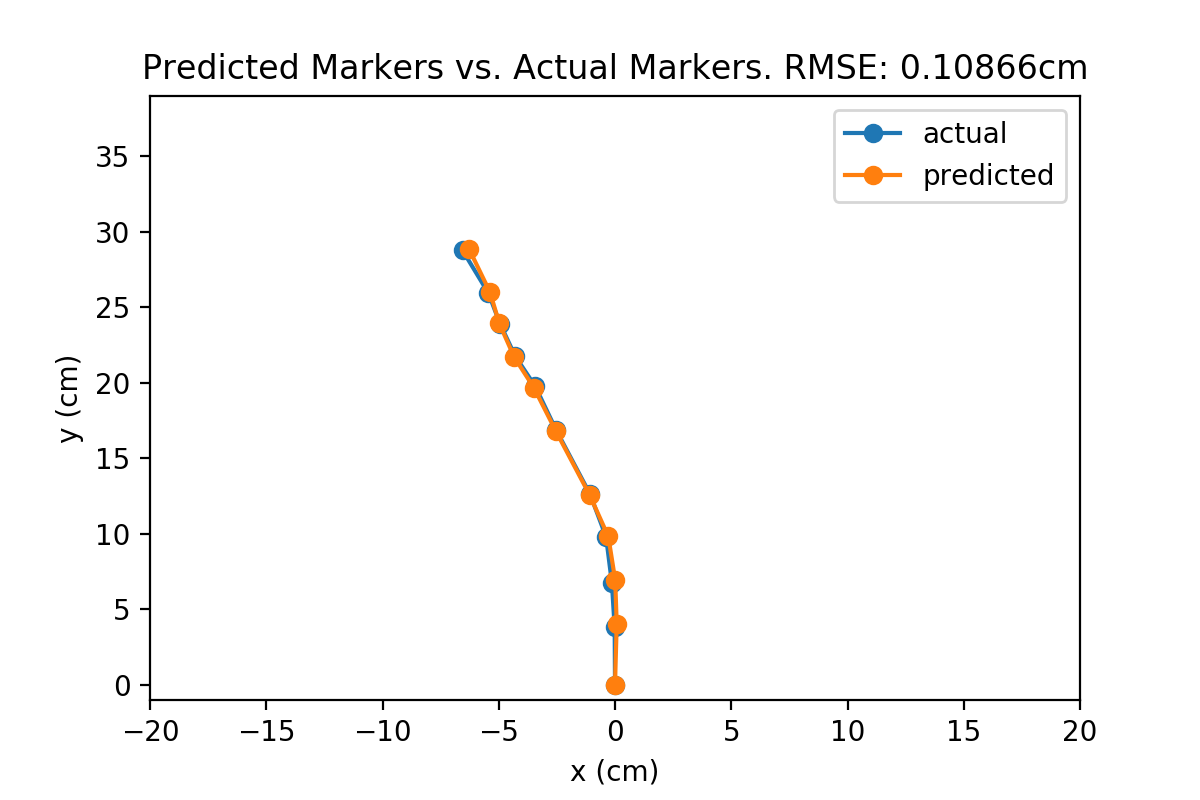 Predicted Markers vs. Actual Markers. RMSE: 0.10866cm
actual
predicted
35
30
25
20
15
10
5
0
y (cm)
−20 −15 −10 −5 0 5 10 15 20
x (cm)